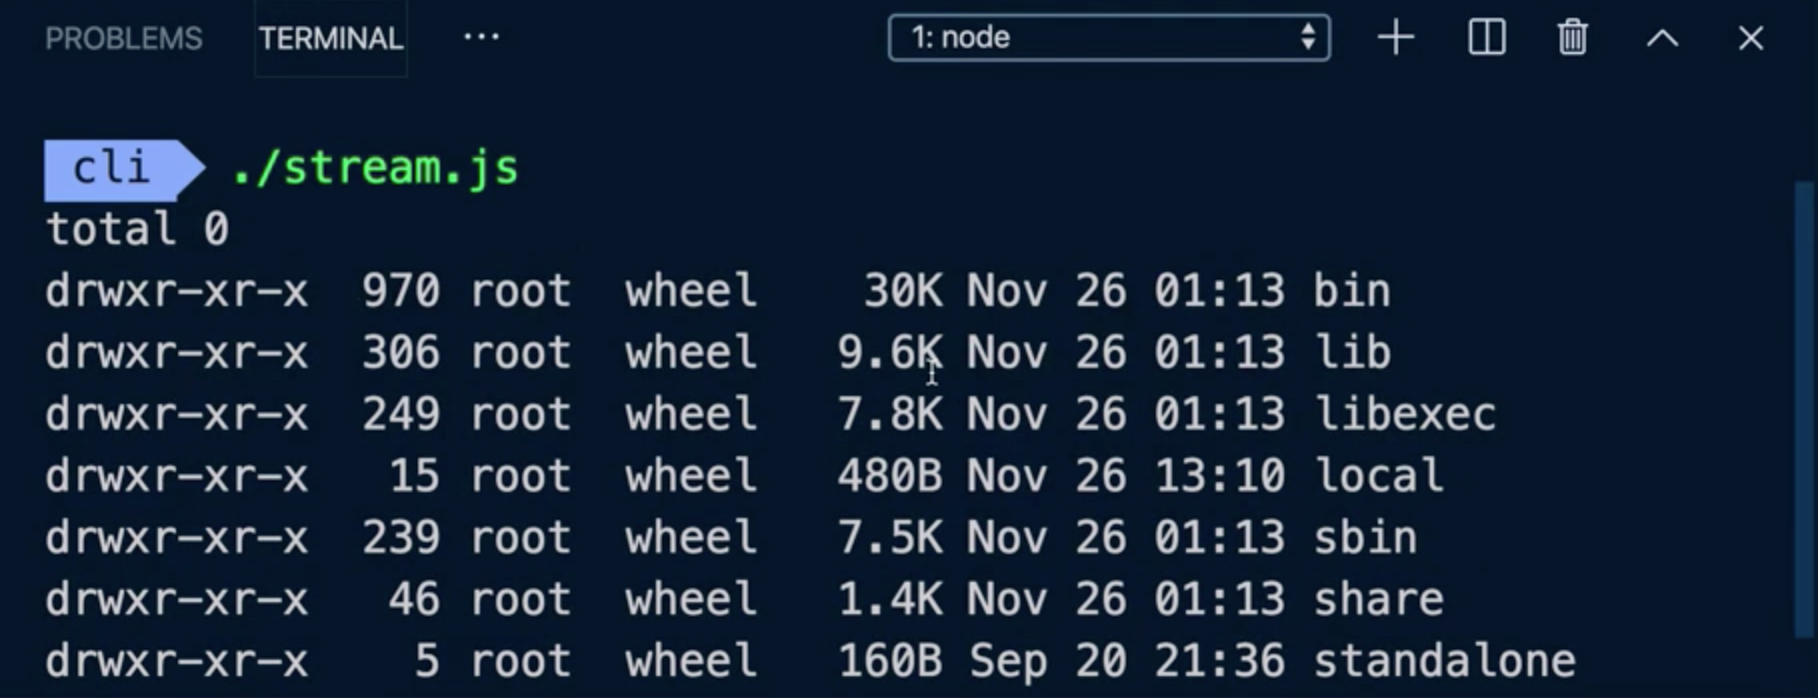 PROBLEMS TERMINAL ... 1: node
cli ./stream.js
total 0
drwxr-xr-x 970 root wheel 30K Nov 26 01:13 bin
drwxr-xr-x 306 root wheel 9.6K Nov 26 01:13 lib
drwxr-xr-x 249 root wheel 7.8K Nov 26 01:13 libexec
drwxr-xr-x 15 root wheel 480B Nov 26 13:10 local
drwxr-xr-x 239 root wheel 7.5K Nov 26 01:13 sbin
drwxr-xr-x 46 root wheel 1.4K Nov 26 01:13 share
drwxr-xr-x 5 root wheel 160B Sep 20 21:36 standalone